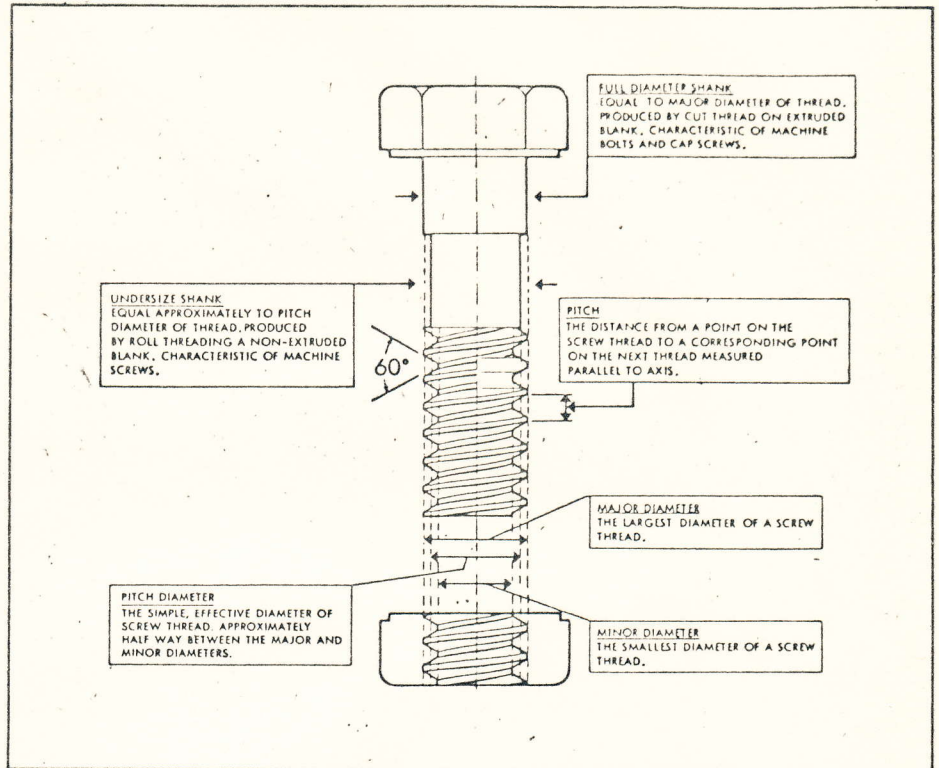 FULL DIAMETER SHANK
EQUAL TO MAJOR DIAMETER OF THREAD.
PRODUCED BY CUT THREAD ON EXTRUDED
BLANK. CHARACTERISTIC OF MACHINE
BOLTS AND CAP SCREWS.
UNDERSIZE SHANK
EQUAL APPROXIMATELY TO PITCH
DIAMETER OF THREAD. PRODUCED
BY ROLL THREADING A NON-EXTRUDED
BLANK. CHARACTERISTIC OF MACHINE
SCREWS.
60°
PITCH
THE DISTANCE FROM A POINT ON THE
SCREW THREAD TO A CORRESPONDING POINT
ON THE NEXT THREAD MEASURED
PARALLEL TO AXIS.
MAJOR DIAMETER
THE LARGEST DIAMETER OF A SCREW
THREAD.
PITCH DIAMETER
THE SIMPLE, EFFECTIVE DIAMETER OF
SCREW THREAD. APPROXIMATELY
HALF WAY BETWEEN THE MAJOR AND
MINOR DIAMETERS.
MINOR DIAMETER
THE SMALLEST DIAMETER OF A SCREW
THREAD.